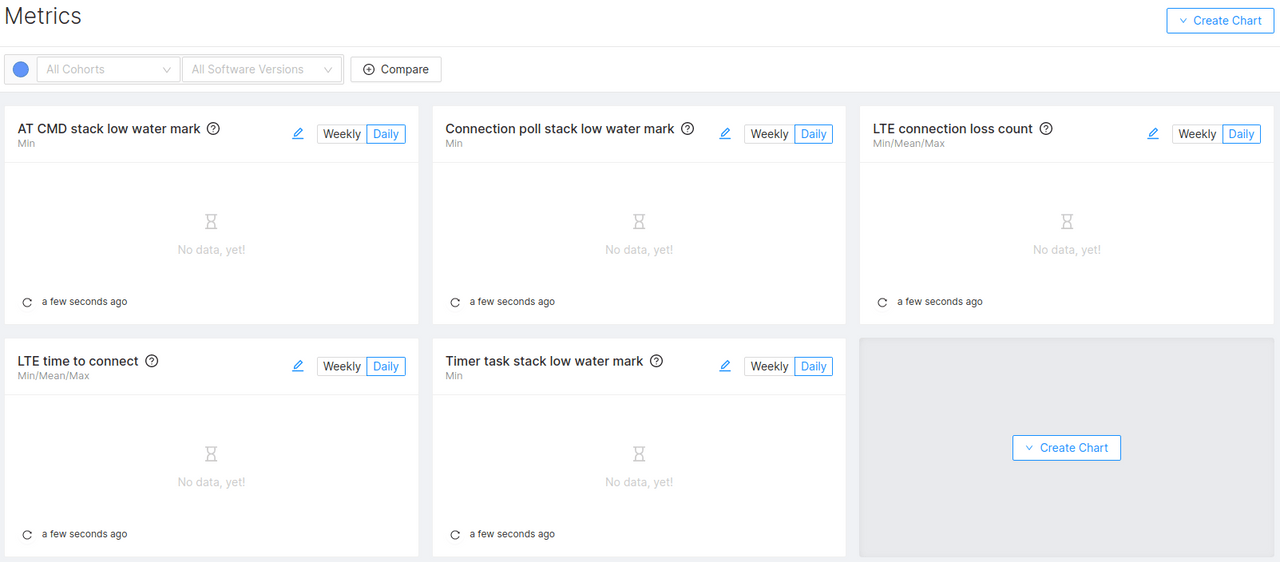 Metrics
Create Chart
All Cohorts
All Software Versions
Compare
AT CMD stack low water mark
Min
Weekly
Daily
No data, yet!
a few seconds ago
Connection poll stack low water mark
Min
Weekly
Daily
No data, yet!
a few seconds ago
LTE connection loss count
Min/Mean/Max
Weekly
Daily
No data, yet!
a few seconds ago
LTE time to connect
Min/Mean/Max
Weekly
Daily
No data, yet!
a few seconds ago
Timer task stack low water mark
Min
Weekly
Daily
No data, yet!
a few seconds ago
Create Chart